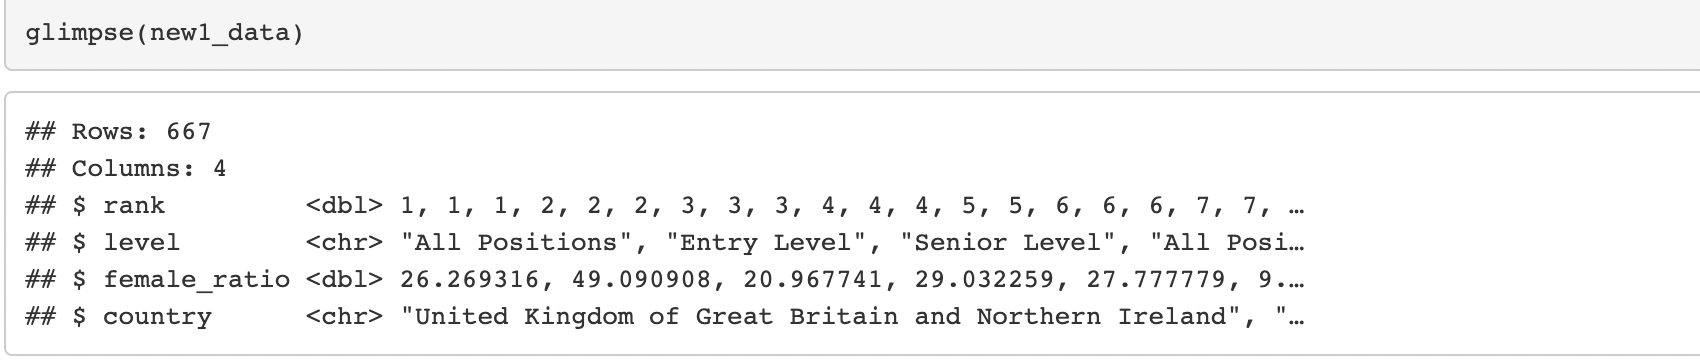 glimpse(new1_data)
## Rows: 667
## Columns: 4
## $ rank         <dbl> 1, 1, 1, 2, 2, 2, 3, 3, 3, 4, 4, 4, 5, 5, 6, 6, 6, 7, 7, …
## $ level        <chr> "All Positions", "Entry Level", "Senior Level", "All Posi…
## $ female_ratio <dbl> 26.269316, 49.090908, 20.967741, 29.032259, 27.777779, 9.…
## $ country      <chr> "United Kingdom of Great Britain and Northern Ireland", "…